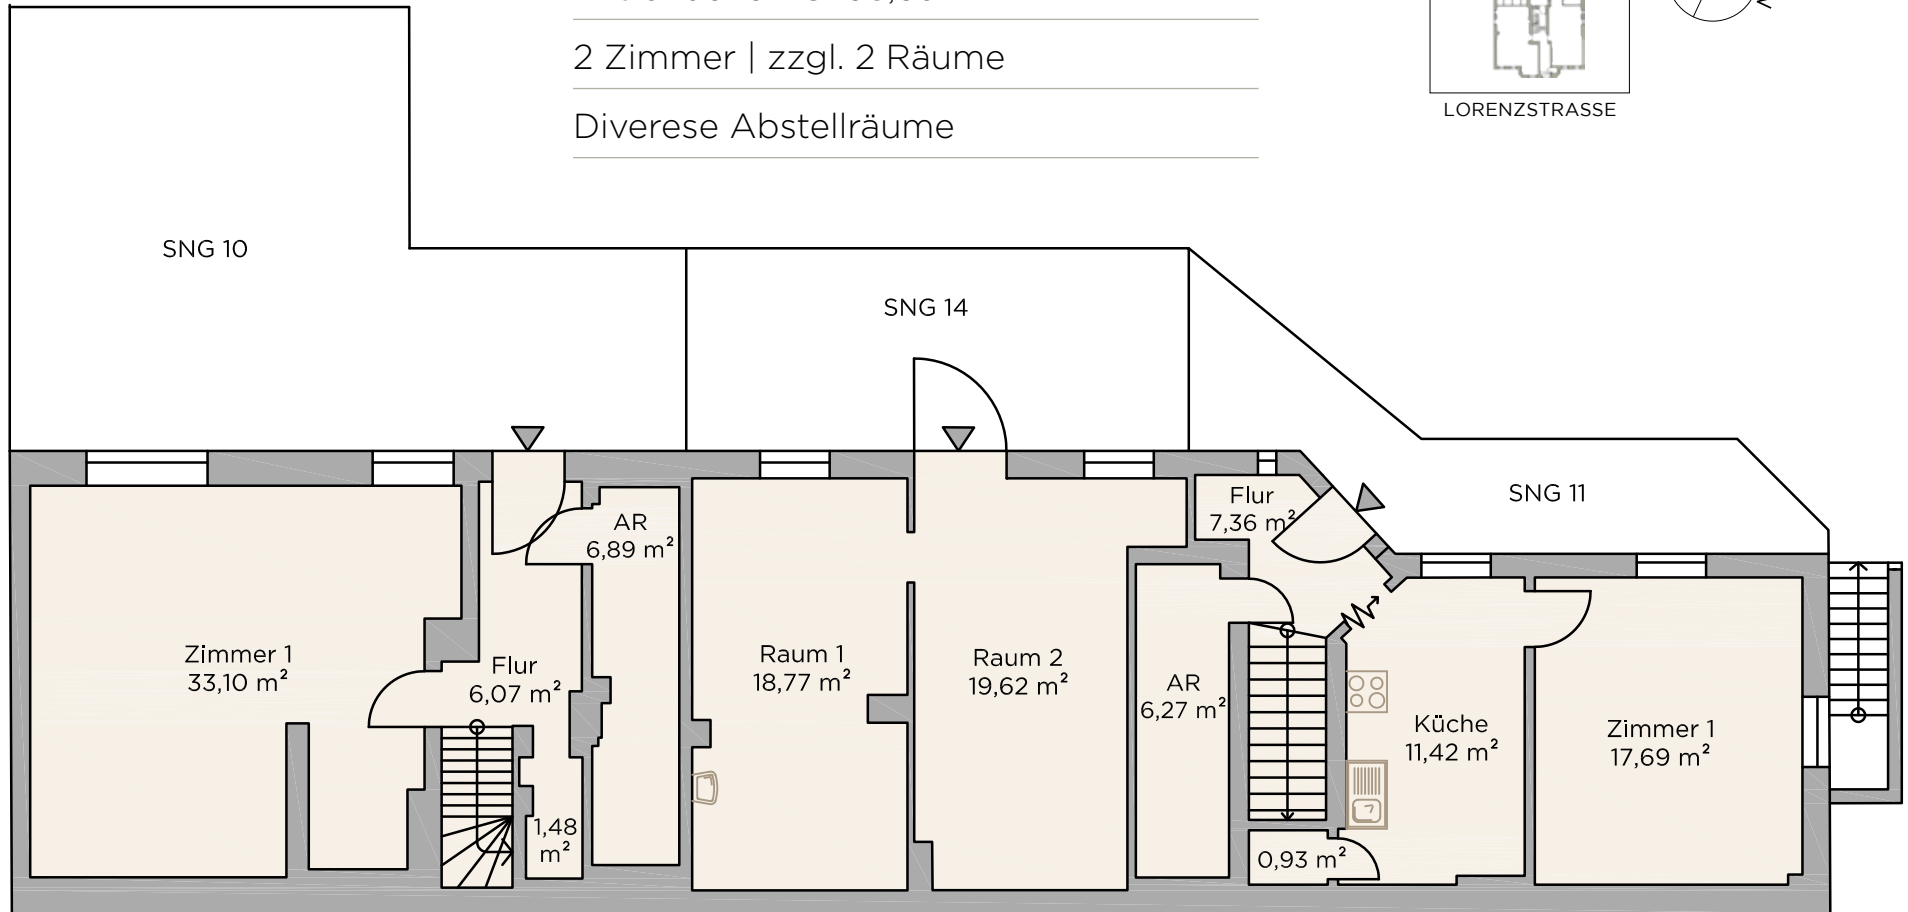 2 Zimmer | zzgl. 2 Räume
Diverese Abstellräume
LORENZSTRASSE
SNG 10
SNG 14
SNG 11
Zimmer 1
33,10 m²
Flur
6,07 m²
1,48
m²
AR
6,89 m²
Raum 1
18,77 m²
Raum 2
19,62 m²
AR
6,27 m²
Flur
7,36 m²
0,93 m²
Küche
11,42 m²
Zimmer 1
17,69 m²